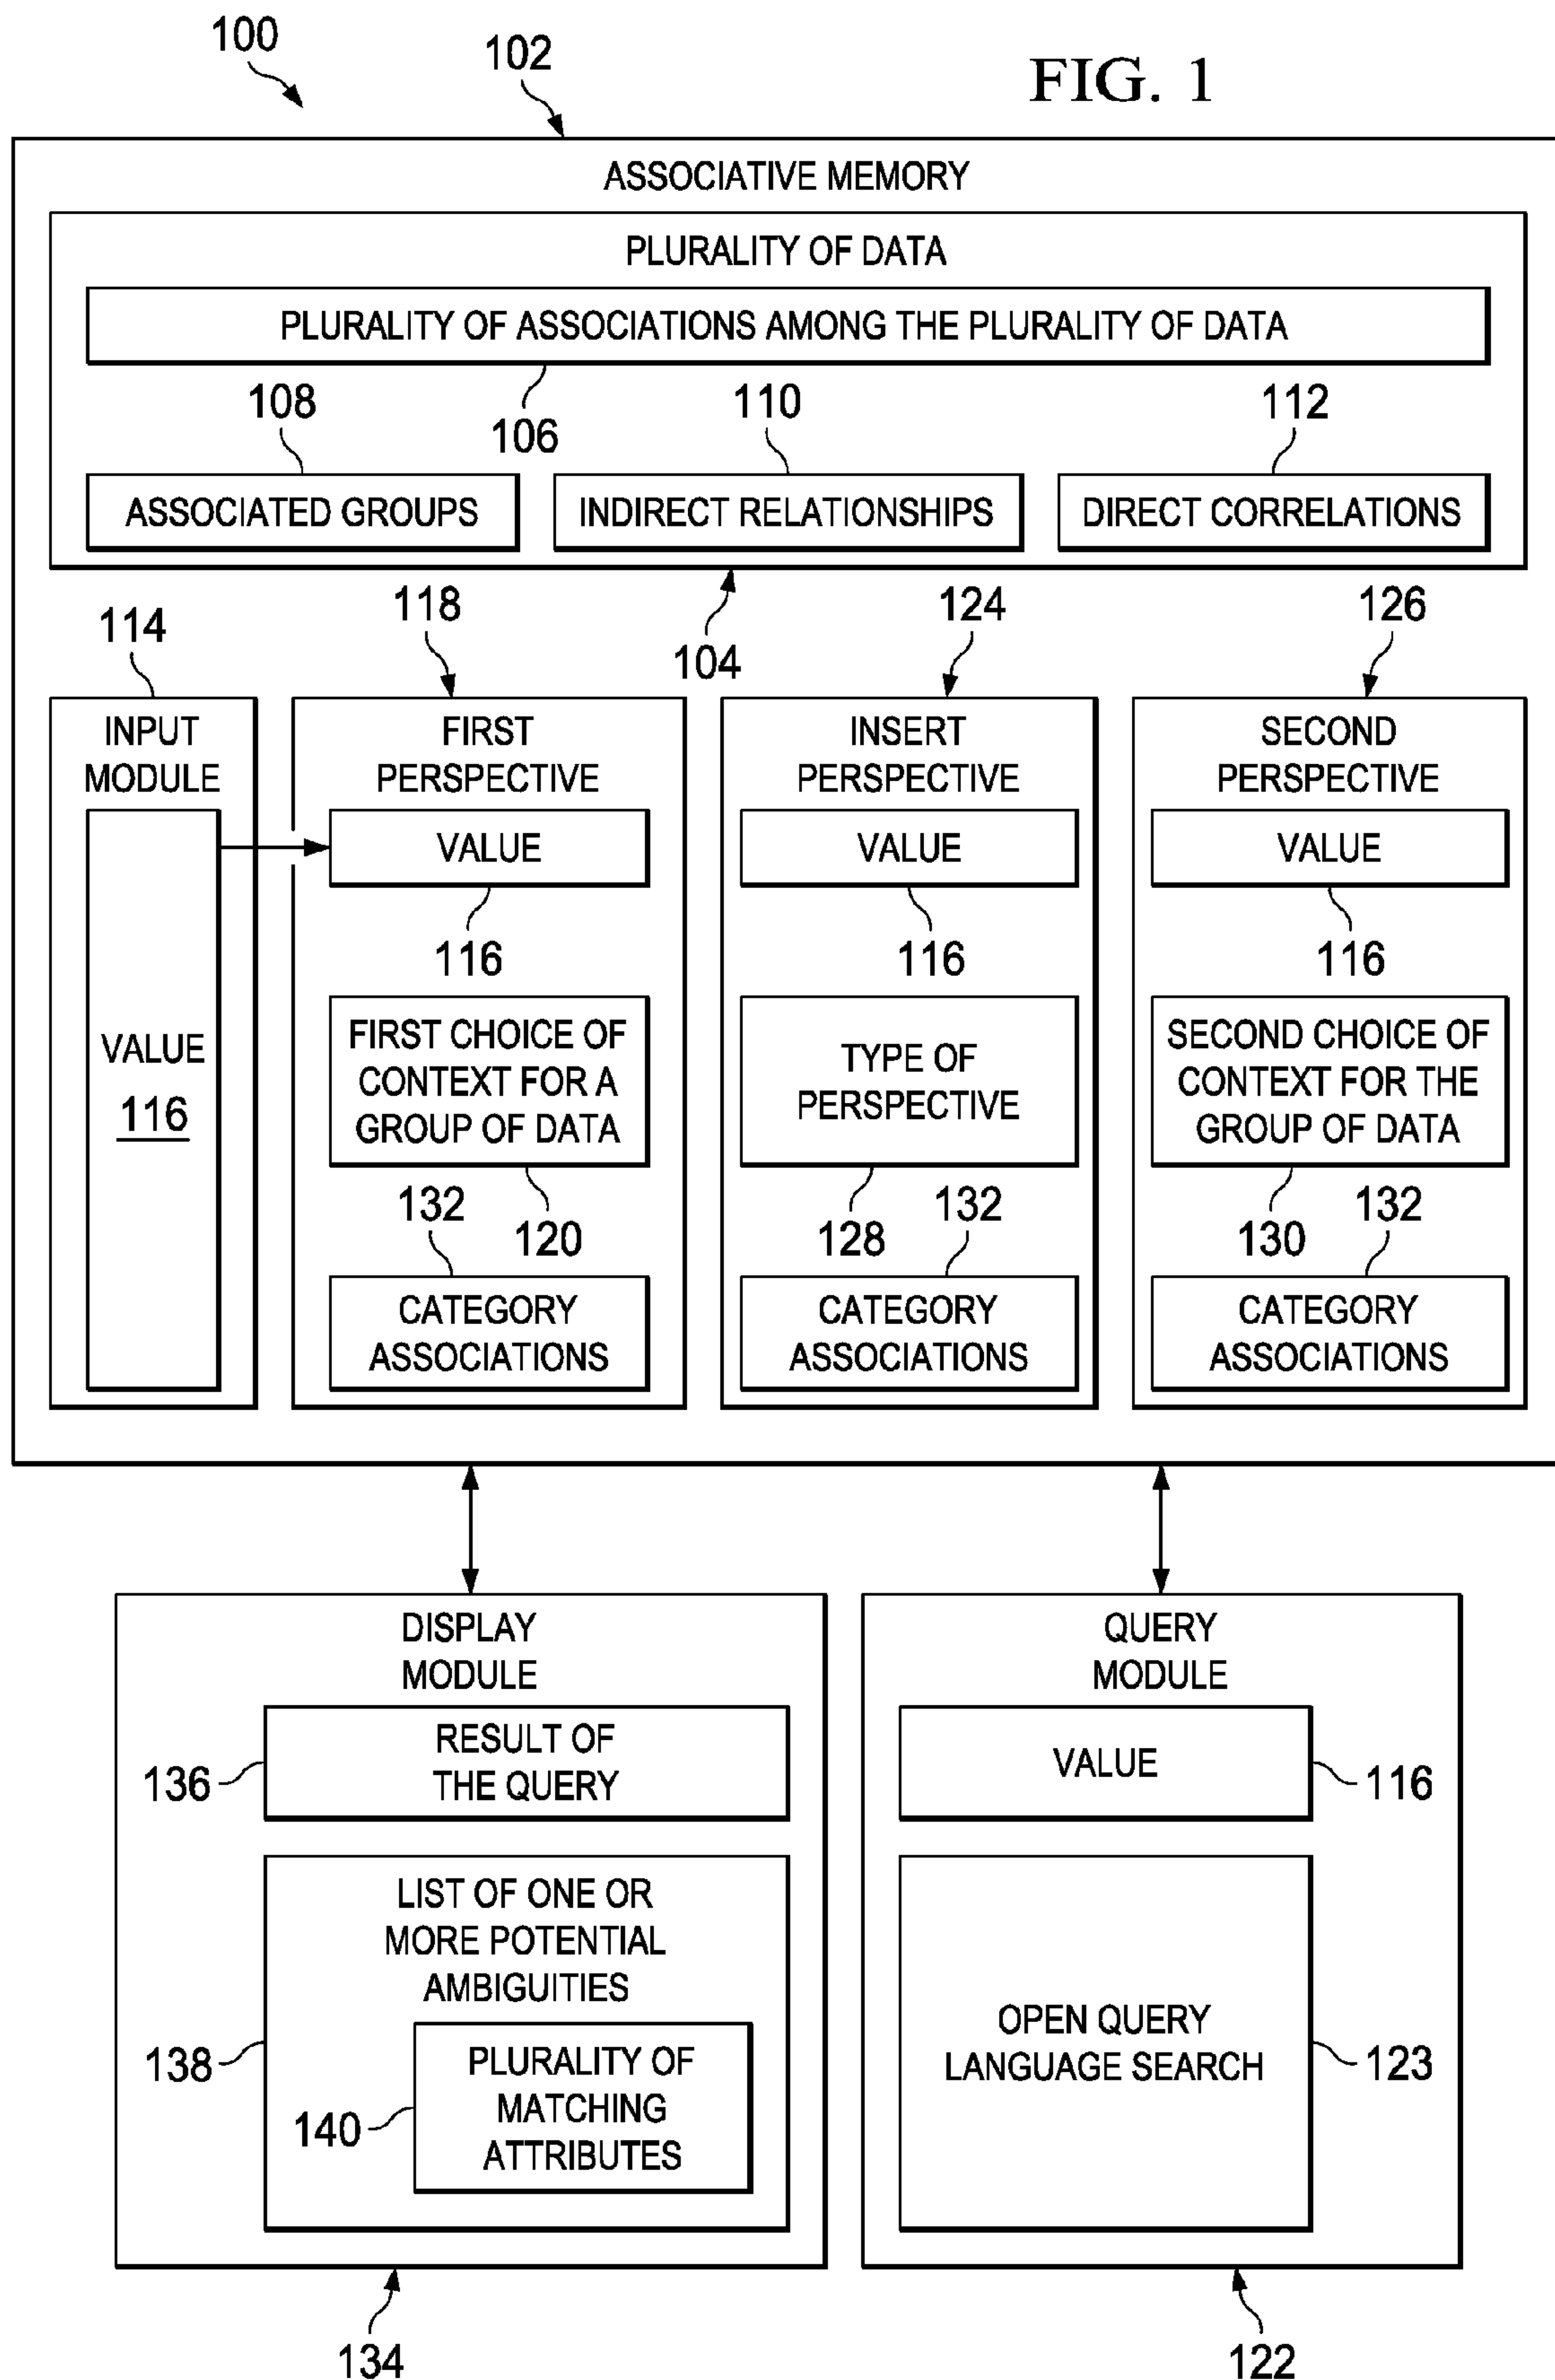 100
102
FIG. 1
ASSOCIATIVE MEMORY
PLURALITY OF DATA
PLURALITY OF ASSOCIATIONS AMONG THE PLURALITY OF DATA
108
106
110
112
ASSOCIATED GROUPS
INDIRECT RELATIONSHIPS
DIRECT CORRELATIONS
114
118
104
124
126
INPUT
MODULE
VALUE
116
FIRST
PERSPECTIVE
VALUE
116
FIRST CHOICE OF
CONTEXT FOR A
GROUP OF DATA
132
120
CATEGORY
ASSOCIATIONS
INSERT
PERSPECTIVE
VALUE
116
TYPE OF
PERSPECTIVE
128
132
CATEGORY
ASSOCIATIONS
SECOND
PERSPECTIVE
VALUE
116
SECOND CHOICE OF
CONTEXT FOR THE
GROUP OF DATA
130
132
CATEGORY
ASSOCIATIONS
DISPLAY
MODULE
RESULT OF
THE QUERY
136
LIST OF ONE OR
MORE POTENTIAL
AMBIGUITIES
138
PLURALITY OF
MATCHING
ATTRIBUTES
140
134
QUERY
MODULE
VALUE
116
OPEN QUERY
LANGUAGE SEARCH
123
122